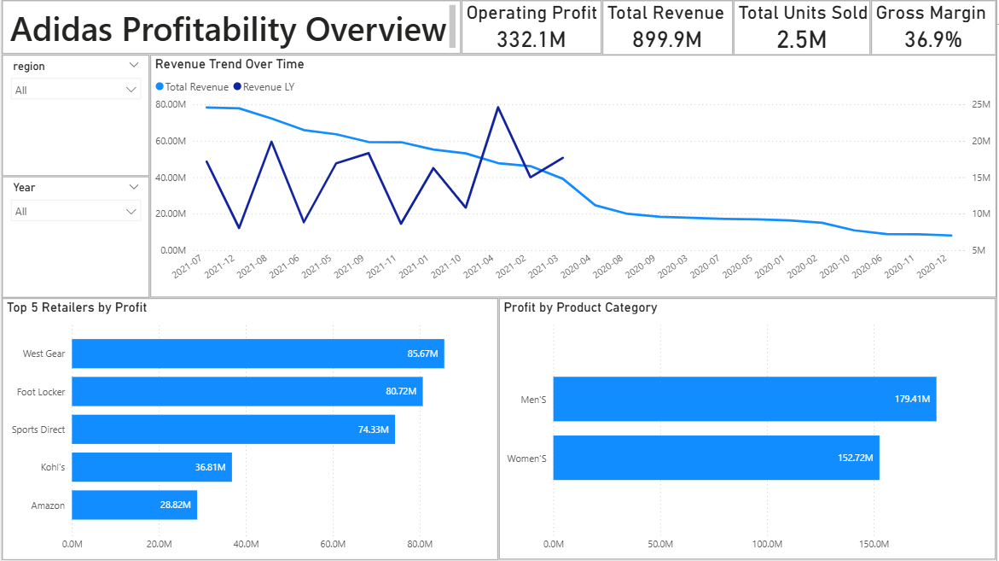 Adidas Profitability Overview
Operating Profit
332.1M
Total Revenue
899.9M
Total Units Sold
2.5M
Gross Margin
36.9%
region
All
Year
All
Revenue Trend Over Time
Total Revenue Revenue LY
80.00M
60.00M
40.00M
20.00M
0.00M
25M
20M
15M
10M
5M
2021-07 2021-12 2021-08 2021-06 2021-05 2021-09 2021-11 2021-01 2021-10 2021-04 2021-02 2021-03 2020-04 2020-08 2020-09 2020-03 2020-07 2020-05 2020-01 2020-02 2020-10 2020-06 2020-11 2020-12
Top 5 Retailers by Profit
West Gear 85.67M
Foot Locker 80.72M
Sports Direct 74.33M
Kohl's 36.81M
Amazon 28.82M
0.0M 20.0M 40.0M 60.0M 80.0M
Profit by Product Category
Men'S 179.41M
Women'S 152.72M
0.0M 50.0M 100.0M 150.0M